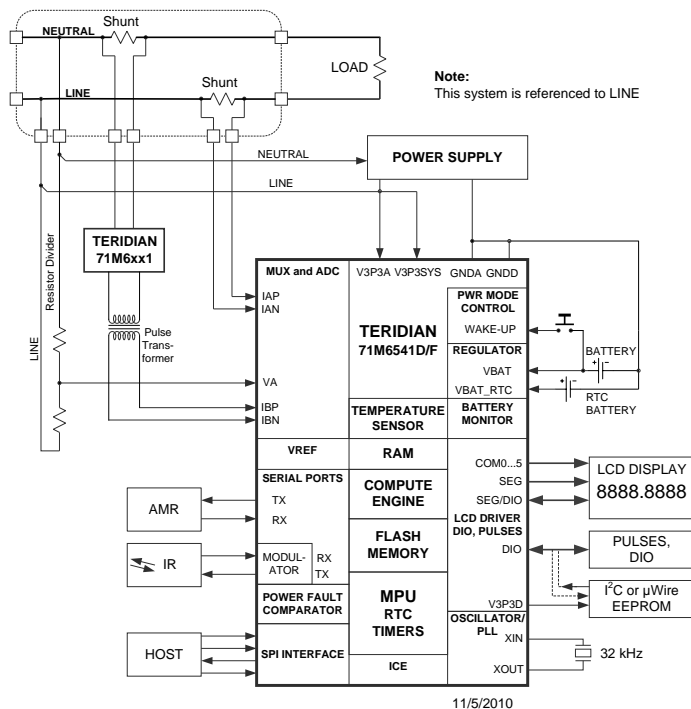 Shunt
NEUTRAL
LOAD
Shunt
LINE
Note:
This system is referenced to LINE
NEUTRAL
POWER SUPPLY
LINE
TERIDIAN
71M6xx1
Resistor Divider
LINE
Pulse
Trans-
former
MUX and ADC
V3P3A V3P3SYS GNDA GNDD
IAP
IAN
VA
IBP
IBN
TERIDIAN
71M6541D/F
PWR MODE
CONTROL
WAKE-UP
REGULATOR
VBAT
VBAT_RTC
BATTERY
RTC
BATTERY
TEMPERATURE
SENSOR
BATTERY
MONITOR
VREF
RAM
SERIAL PORTS
TX
RX
COMPUTE
ENGINE
COM0...5
SEG
SEG/DIO
LCD DRIVER
DIO, PULSES
DIO
LCD DISPLAY
8888.8888
AMR
IR
MODUL-
ATOR
RX
TX
FLASH
MEMORY
PULSES,
DIO
I2C or µWire
EEPROM
V3P3D
POWER FAULT
COMPARATOR
MPU
RTC
TIMERS
OSCILLATOR/
PLL
XIN
XOUT
32 kHz
HOST
SPI INTERFACE
ICE
11/5/2010